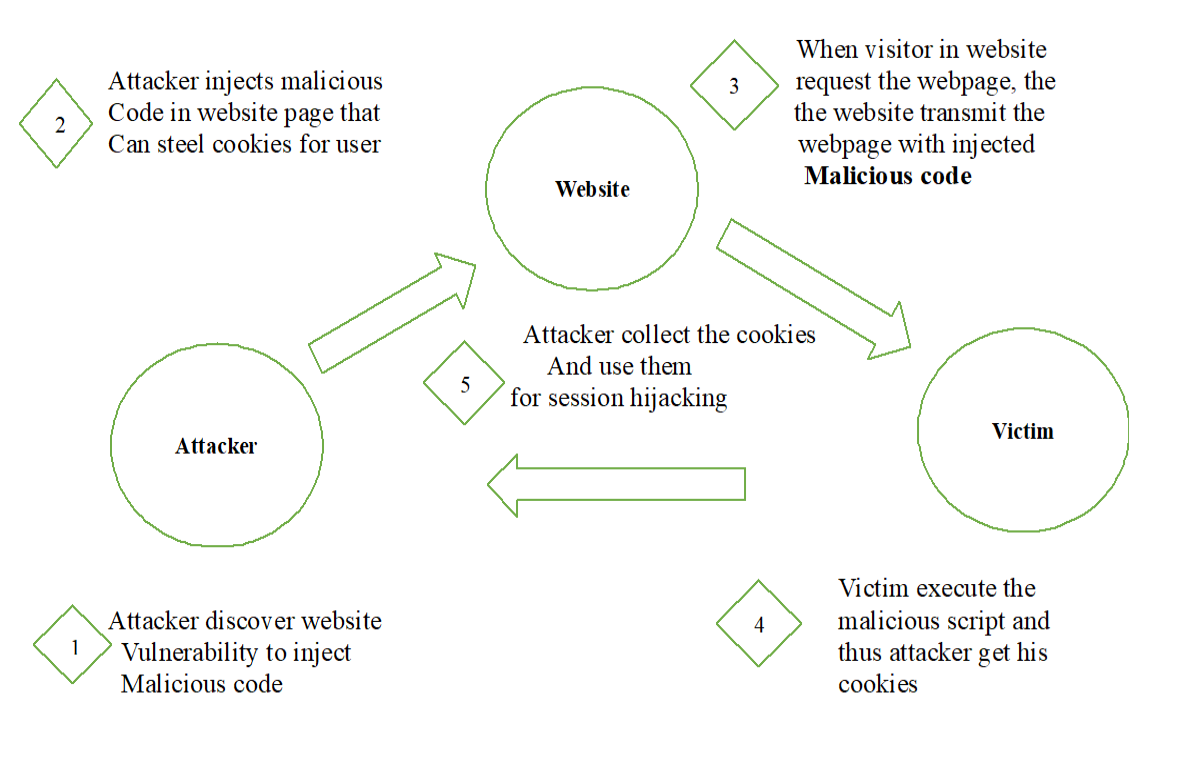 2
Attacker injects malicious
Code in website page that
Can steel cookies for user
Website
3
When visitor in website
request the webpage, the
the website transmit the
webpage with injected
Malicious code
5
Attacker collect the cookies
And use them
for session hijacking
Attacker
Victim
1
Attacker discover website
Vulnerability to inject
Malicious code
4
Victim execute the
malicious script and
thus attacker get his
cookies